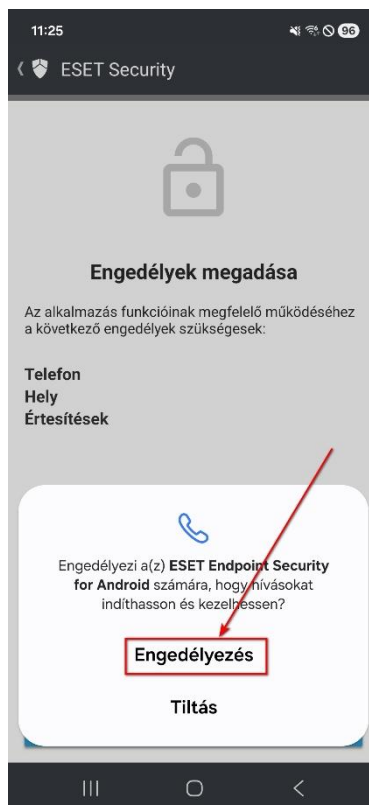 11:25
96
ESET Security
Engedélyek megadása
Az alkalmazás funkcióinak megfelelő működéséhez
a következő engedélyek szükségesek:
Telefon
Hely
Értesítések
Engedélyezi a(z) ESET Endpoint Security
for Android számára, hogy hívásokat
indíthasson és kezelhessen?
Engedélyezés
Tiltás